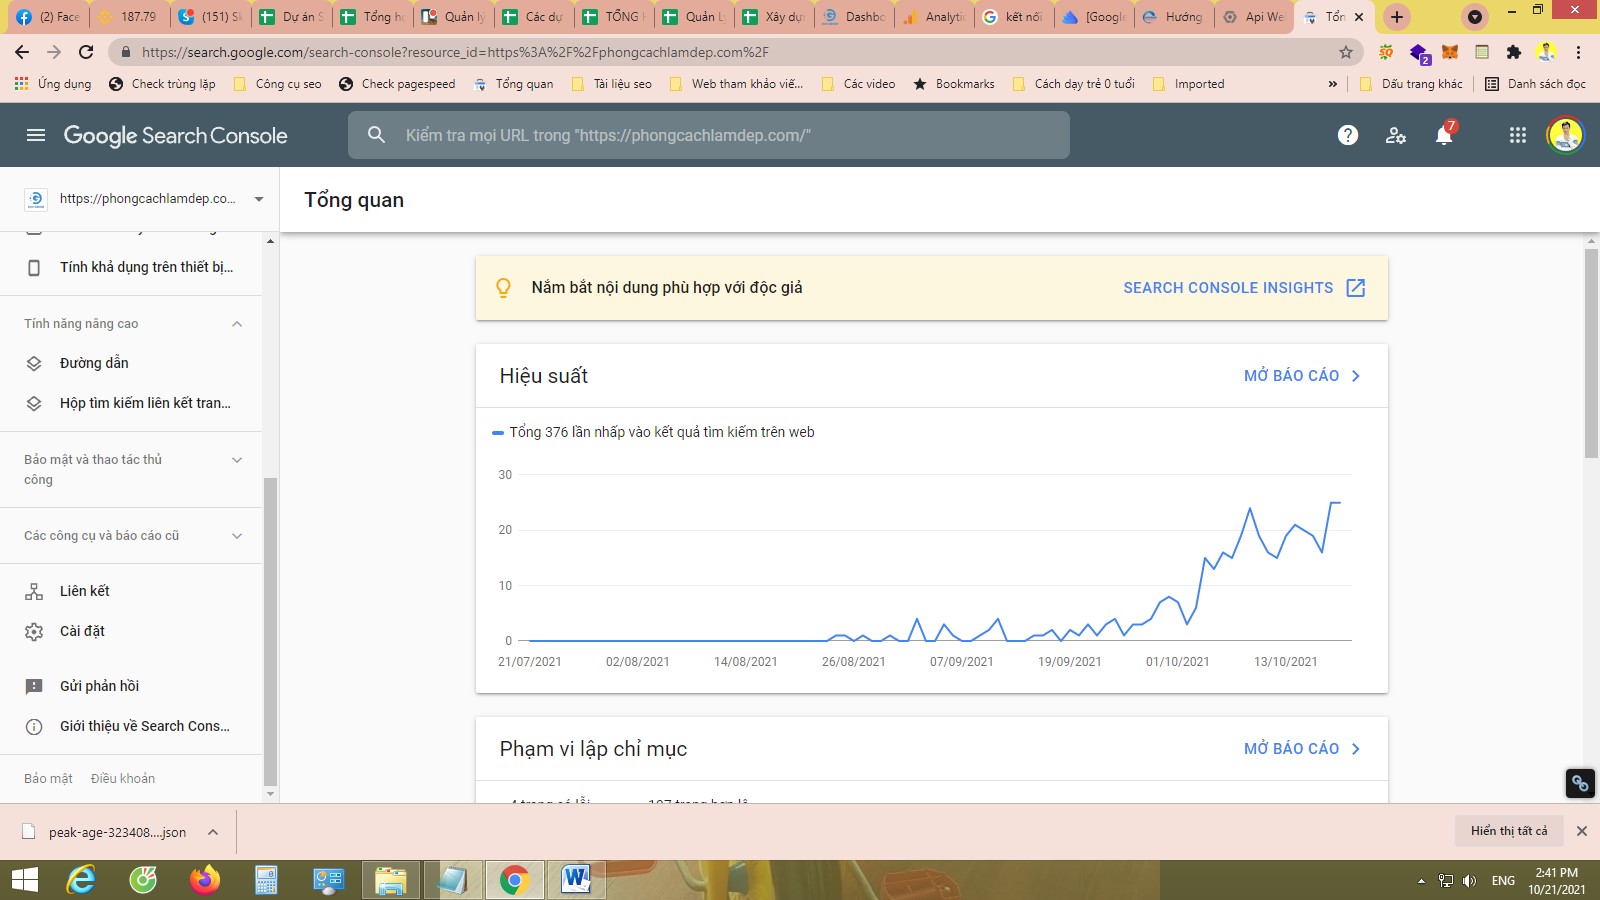 (2) Face
187.79
(151) Sk
Dự án S
Tổng h
Quản lý
Các dự
TỔNG
Quản L
Xây dự
Dashbo
Analytic
kết nối
[Google
Hướng
Api We
Tổn
https://search.google.com/search-console?resource_id=https%3A%2F%2Fphongcachlamdep.com%2F
2
Ứng dụng
Check trùng lặp
Công cụ seo
Check pagespeed
Tổng quan
Tài liệu seo
Web tham khảo viế...
Các video
Bookmarks
Cách dạy trẻ 0 tuổi
Imported
»
Dấu trang khác
Danh sách đọc
Google Search Console
Kiểm tra mọi URL trong "https://phongcachlamdep.com/"
7
https://phongcachlamdep.co...
Tổng quan
Tính khả dụng trên thiết bị...
Tính năng nâng cao
Đường dẫn
Hộp tìm kiếm liên kết tran...
Bảo mật và thao tác thủ
công
Các công cụ và báo cáo cũ
Liên kết
Cài đặt
Gửi phản hồi
Giới thiệu về Search Cons...
Bảo mật Điều khoản
Nắm bắt nội dung phù hợp với độc giả
SEARCH CONSOLE INSIGHTS
Hiệu suất
MỞ BÁO CÁO
Tổng 376 lần nhấp vào kết quả tìm kiếm trên web
30
20
10
0
21/07/2021 02/08/2021 14/08/2021 26/08/2021 07/09/2021 19/09/2021 01/10/2021 13/10/2021
Phạm vi lập chỉ mục
MỞ BÁO CÁO
peak-age-323408....json
Hiển thị tất cả
ENG
2:41 PM
10/21/2021